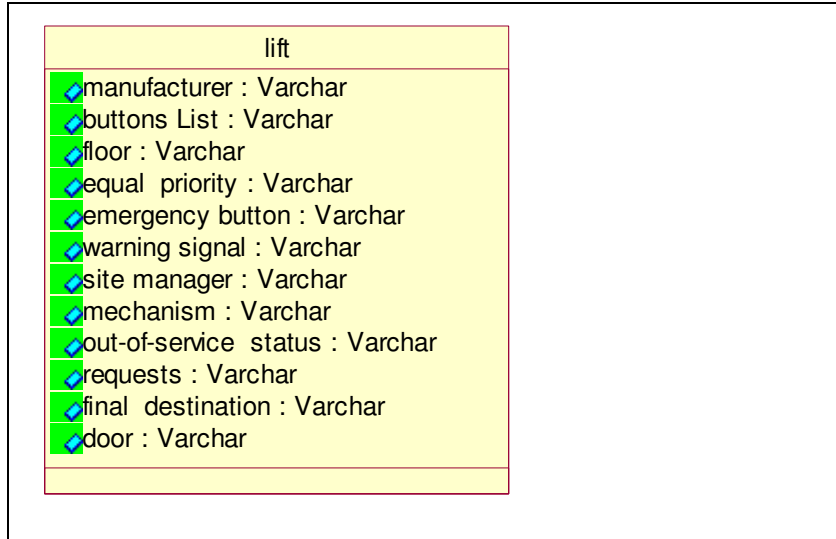 lift
manufacturer : Varchar
buttons List : Varchar
floor : Varchar
equal priority : Varchar
emergency button : Varchar
warning signal : Varchar
site manager : Varchar
mechanism : Varchar
out-of-service status : Varchar
requests : Varchar
final destination : Varchar
door : Varchar